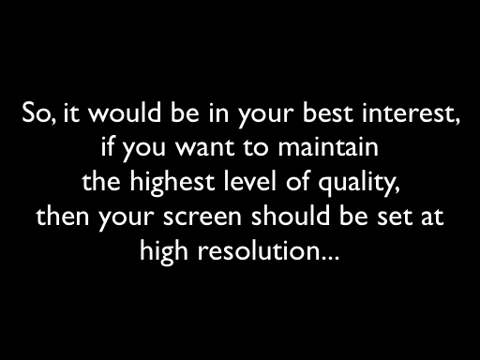 So, it would be in your best interest,
if you want to maintain
the highest level of quality,
then your screen should be set at
high resolution...